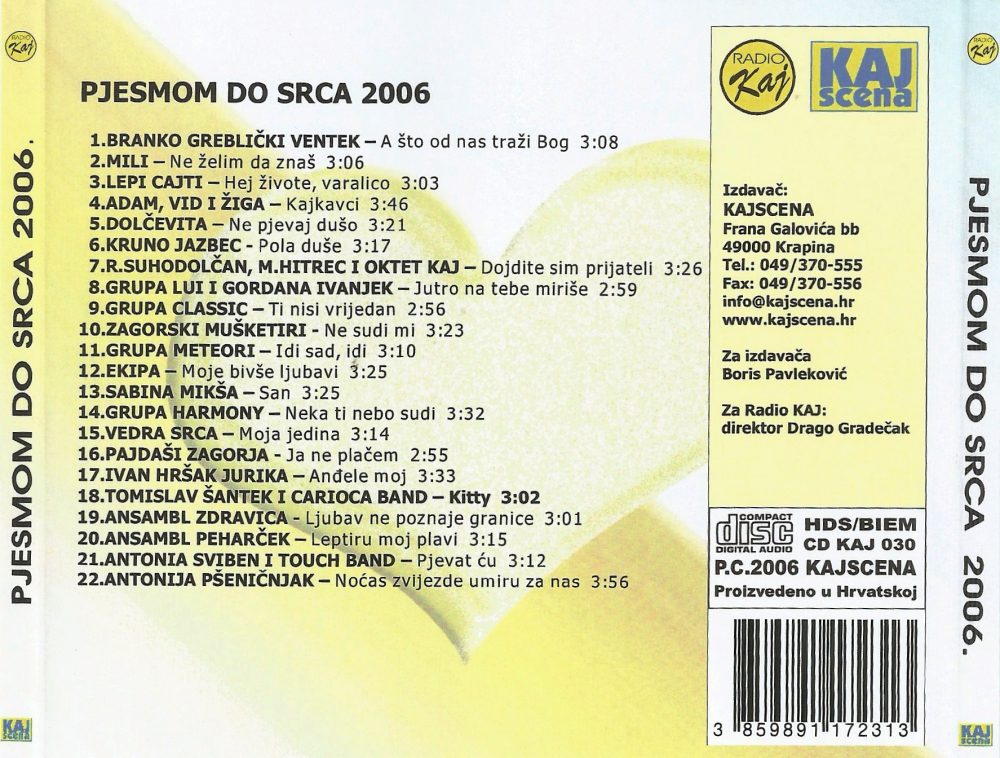 RADIO
Kaj
PJESMOM DO SRCA 2006.
KAJ
scena
PJESMOM DO SRCA 2006
1.BRANKO GREBLIČKI VENTEK – A što od nas traži Bog 3:08
2.MILI – Ne želim da znaš 3:06
3.LEPI CAJTI – Hej živote, varalico 3:03
4.ADAM, VID I ŽIGA – Kajkavci 3:46
5.DOLČEVITA – Ne pjevaj dušo 3:21
6.KRUNO JAZBEC - Pola duše 3:17
7.R.SUHODOLČAN, M.HITREC I OKTET KAJ – Dojdite sim prijateli 3:26
8.GRUPA LUI I GORDANA IVANJEK – Jutro na tebe miriše 2:59
9.GRUPA CLASSIC – Ti nisi vrijedan 2:56
10.ZAGORSKI MUŠKETIRI - Ne sudi mi 3:23
11.GRUPA METEORI – Idi sad, idi 3:10
12.EKIPA – Moje bivše ljubavi 3:25
13.SABINA MIKŠA – San 3:25
14.GRUPA HARMONY – Neka ti nebo sudi 3:32
15.VEDRA SRCA – Moja jedina 3:14
16.PAJDAŠI ZAGORJA - Ja ne plačem 2:55
17.IVAN HRŠAK JURIKA – Anđele moj 3:33
18.TOMISLAV ŠANTEK I CARIOCA BAND – Kitty 3:02
19.ANSAMBL ZDRAVICA - Ljubav ne poznaje granice 3:01
20.ANSAMBL PEHARČEK – Leptiru moj plavi 3:15
21.ANTONIA SVIBEN I TOUCH BAND – Pjevat ću 3:12
22.ANTONIJA PŠENIČNJAK – Noćas zvijezde umiru za nas 3:56
RADIO
Kaj
KAJ
scena
Izdavač:
KAJSCENA
Frana Galovića bb
49000 Krapina
Tel.: 049/370-555
Fax: 049/370-556
info@kajscena.hr
www.kajscena.hr
Za izdavača
Boris Pavleković
Za Radio KAJ:
direktor Drago Gradečak
COMPACT
disc
DIGITAL AUDIO
HDS/BIEM
CD KAJ 030
P.C.2006 KAJSCENA
Proizvedeno u Hrvatskoj
3 859891 172313
RADIO
Kaj
PJESMOM DO SRCA 2006.
KAJ
scena